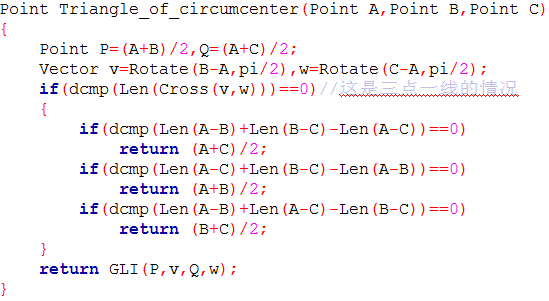 Point Triangle_of_circumcenter(Point A,Point B,Point C)
{
    Point P=(A+B)/2,Q=(A+C)/2;
    Vector v=Rotate(B-A,pi/2),w=Rotate(C-A,pi/2);
    if(dcmp(Len(Cross(v,w)))==0)//这是三点一线的情况
    {
        if(dcmp(Len(A-B)+Len(B-C)-Len(A-C))==0)
            return (A+C)/2;
        if(dcmp(Len(A-C)+Len(B-C)-Len(A-B))==0)
            return (A+B)/2;
        if(dcmp(Len(A-B)+Len(A-C)-Len(B-C))==0)
            return (B+C)/2;
    }
    return GLI(P,v,Q,w);
}